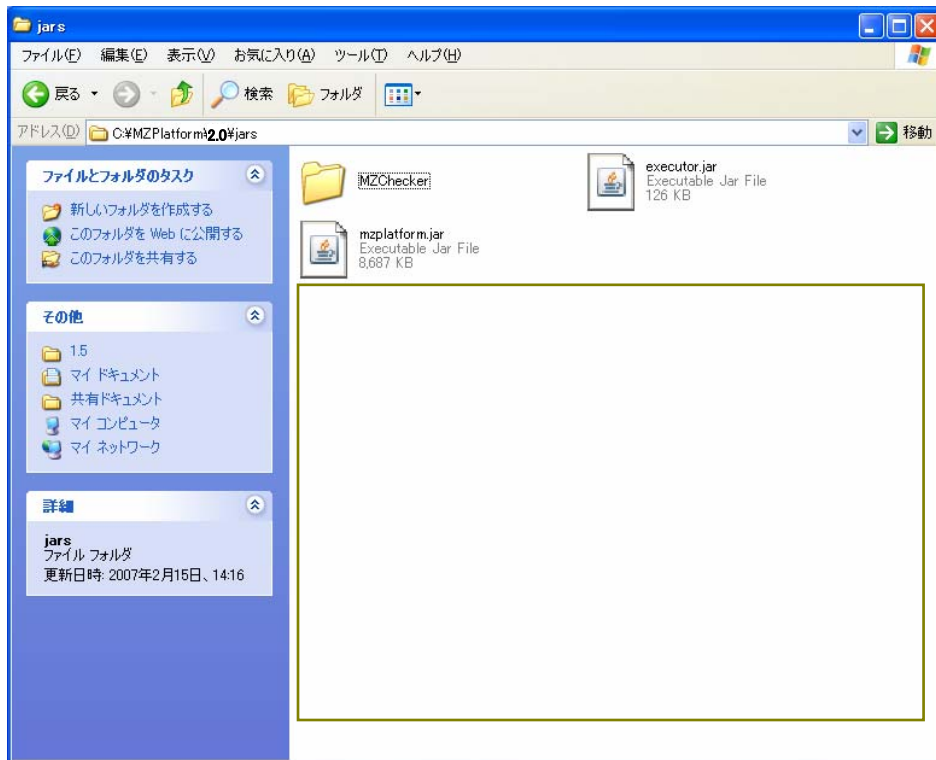 jars
ファイル(F) 編集(E) 表示(V) お気に入り(A) ツール(T) ヘルプ(H)
戻る 検索 フォルダ
アドレス(D) C:¥MZPlatform¥2.0¥jars 移動
ファイルとフォルダのタスク
新しいフォルダを作成する
このフォルダを Web に公開する
このフォルダを共有する
その他
1.5
マイ ドキュメント
共有ドキュメント
マイ コンピュータ
マイ ネットワーク
詳細
jars
ファイル フォルダ
更新日時: 2007年2月15日、14:16
MZChecker
executor.jar
Executable Jar File
126 KB
mzplatform.jar
Executable Jar File
8,687 KB